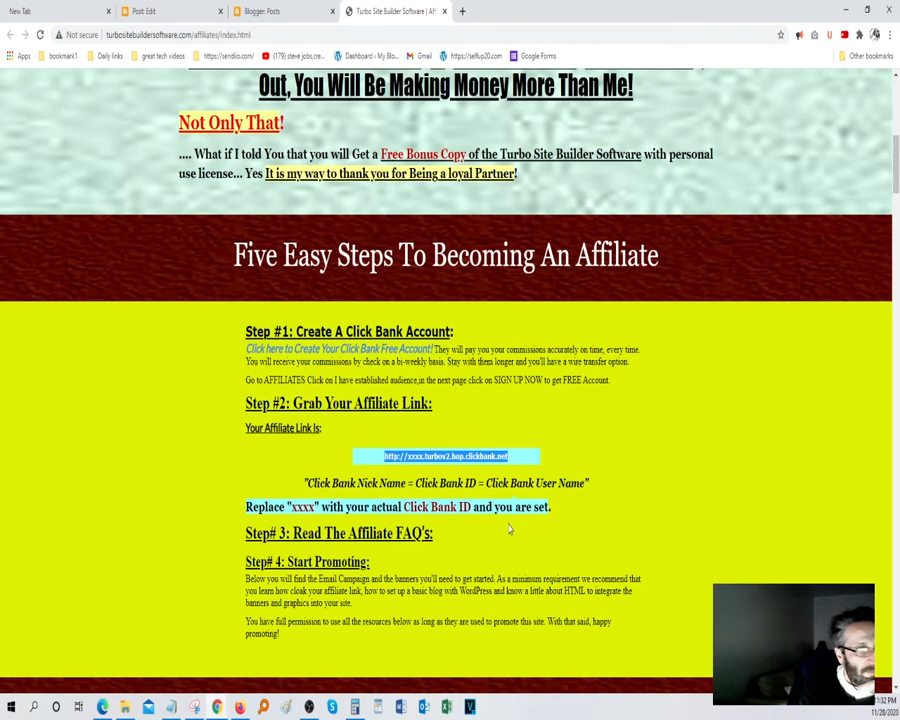 New Tab
Post: Edit
Blogger: Posts
Turbo Site Builder Software | Affi
Not secure | turbositebuildersoftware.com/affiliates/index.html
Apps
bookmark1
Daily links
great tech videos
https://sendiio.com/
(179) steve jobs,cre...
Dashboard ‹ My Blo...
Gmail
https://selfup20.com
Google Forms
Other bookmarks
Out, You Will Be Making Money More Than Me!
Not Only That!
.... What if I told You that you will Get a Free Bonus Copy of the Turbo Site Builder Software with personal
use license... Yes It is my way to thank you for Being a loyal Partner!
Five Easy Steps To Becoming An Affiliate
Step #1: Create A Click Bank Account:
Click here to Create Your Click Bank Free Account! They will pay you your commissions accurately on time, every time.
You will receive your commissions by check on a bi-weekly basis. Stay with them longer and you'll have a wire transfer option.
Go to AFFILIATES Click on I have established audience,in the next page click on SIGN UP NOW to get FREE Account.
Step #2: Grab Your Affiliate Link:
Your Affiliate Link Is:
http://xxxx.turbov2.hop.clickbank.net
"Click Bank Nick Name = Click Bank ID = Click Bank User Name"
Replace "xxxx" with your actual Click Bank ID and you are set.
Step# 3: Read The Affiliate FAQ's:
Step# 4: Start Promoting:
Below you will find the Email Campaign and the banners you'll need to get started. As a minimum requirement we recommend that
you learn how cloak your affiliate link, how to set up a basic blog with WordPress and know a little about HTML to integrate the
banners and graphics into your site.
You have full permission to use all the resources below as long as they are used to promote this site. With that said, happy
promoting!
1:32 PM
11/28/2020